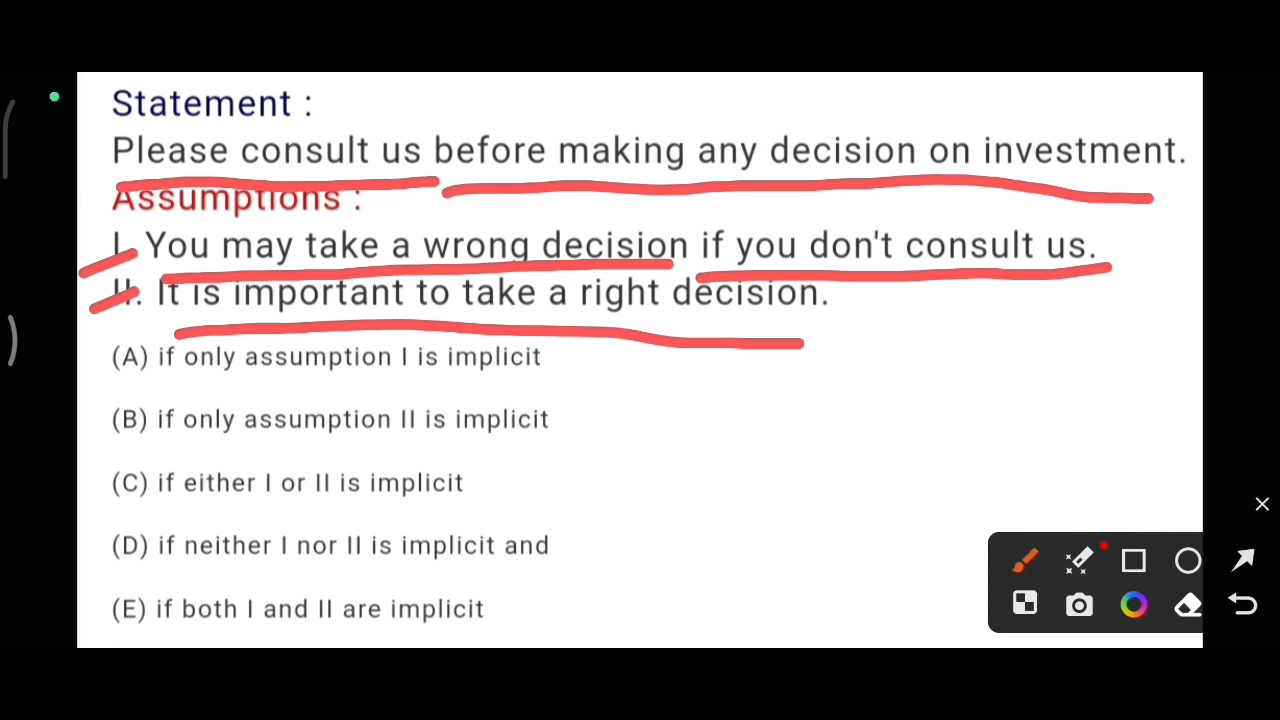 Statement :
Please consult us before making any decision on investment.
Assumptions :
I. You may take a wrong decision if you don't consult us.
II. It is important to take a right decision.
(A) if only assumption I is implicit
(B) if only assumption II is implicit
(C) if either I or II is implicit
(D) if neither I nor II is implicit and
(E) if both I and II are implicit